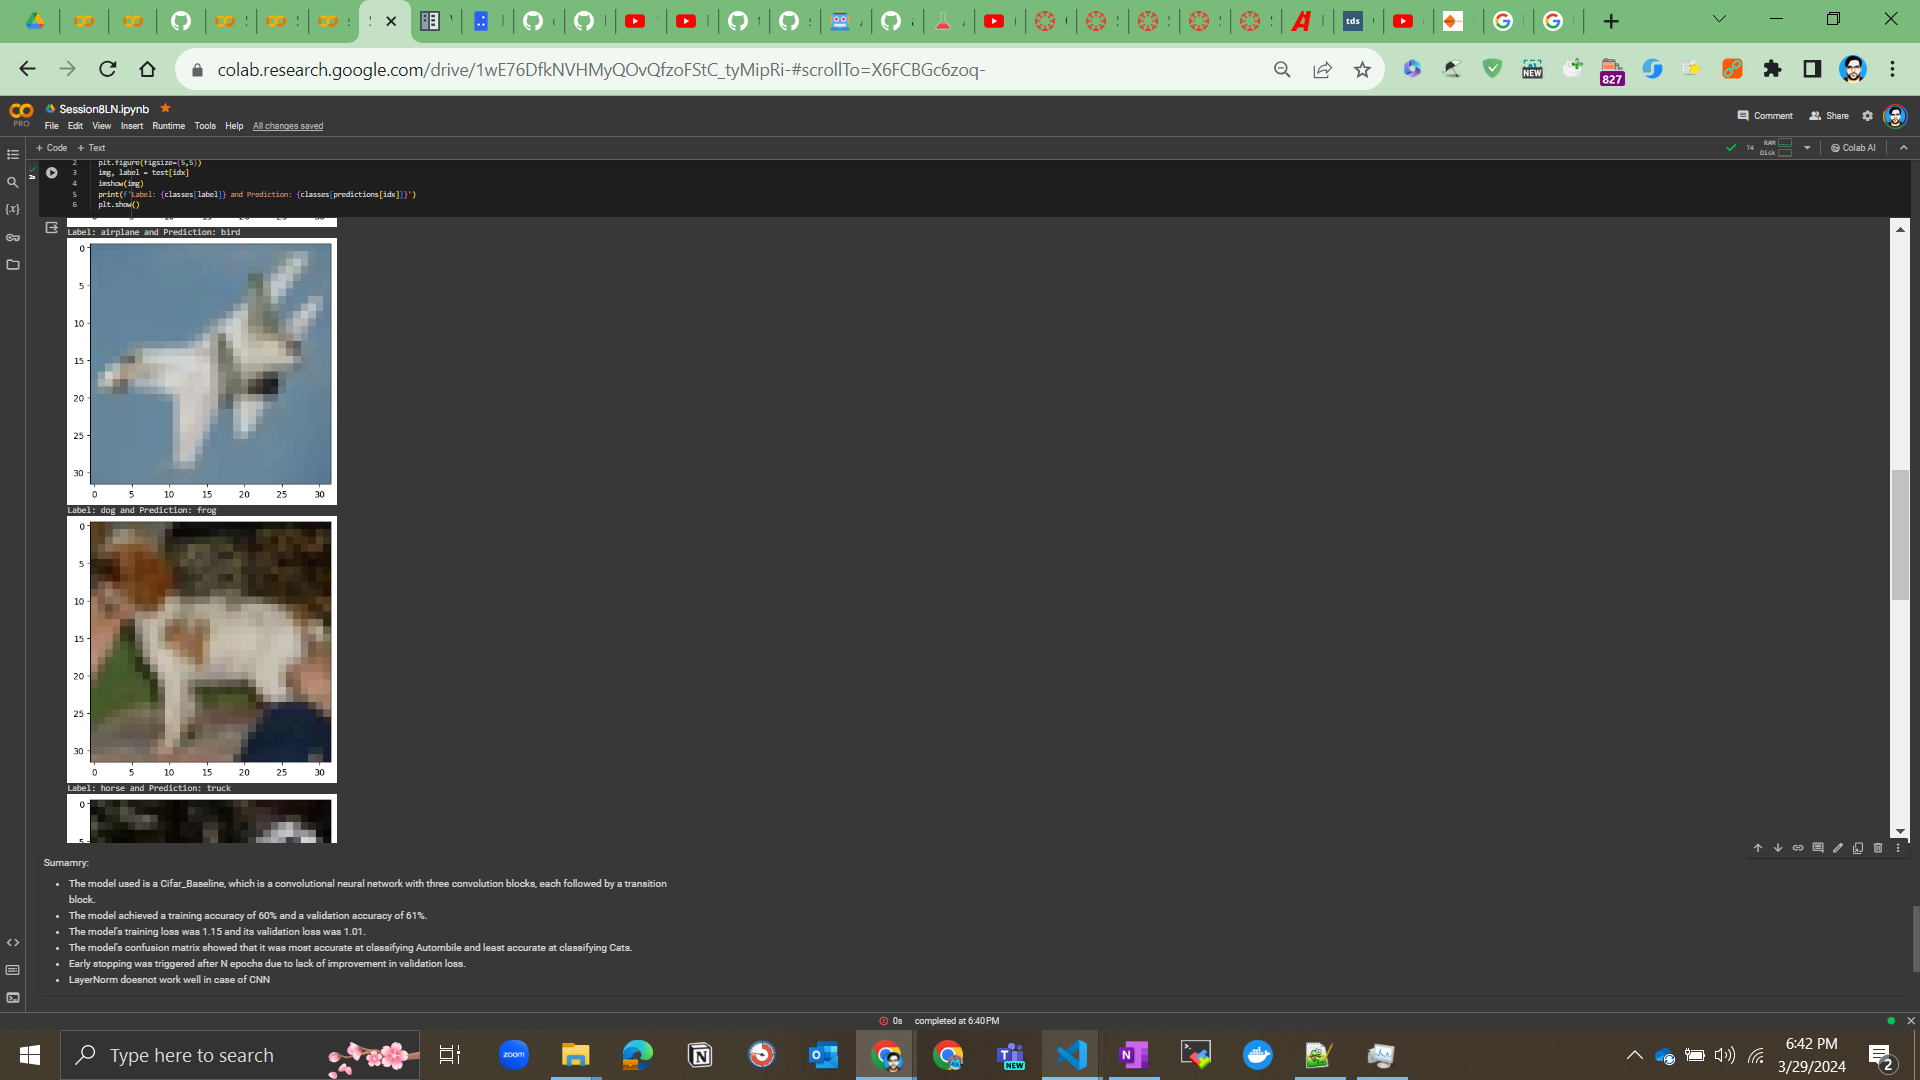 colab.research.google.com/drive/1wE76DfkNVHMyQOvQfzoFStC_tyMipRi-#scrollTo=X6FCBGc6zoq-
NEW
827
PRO
Session8LN.ipynb
File Edit View Insert Runtime Tools Help All changes saved
Comment Share
+ Code + Text
T4 RAM Disk Colab AI
2 plt.figure(figsize=(5,5))
3 img, label = test[idx]
4 imshow(img)
5 print(f'Label: {classes[label]} and Prediction: {classes[predictions[idx]]}')
6 plt.show()
Label: airplane and Prediction: bird
0
5
10
15
20
25
30
0 5 10 15 20 25 30
Label: dog and Prediction: frog
0
5
10
15
20
25
30
0 5 10 15 20 25 30
Label: horse and Prediction: truck
0
Sumamry:
• The model used is a Cifar_Baseline, which is a convolutional neural network with three convolution blocks, each followed by a transition
block.
• The model achieved a training accuracy of 60% and a validation accuracy of 61%.
• The model's training loss was 1.15 and its validation loss was 1.01.
• The model's confusion matrix showed that it was most accurate at classifying Autombile and least accurate at classifying Cats.
• Early stopping was triggered after N epochs due to lack of improvement in validation loss.
• LayerNorm doesnot work well in case of CNN
0s completed at 6:40 PM
Type here to search
zoom
NEW
6:42 PM
3/29/2024
2